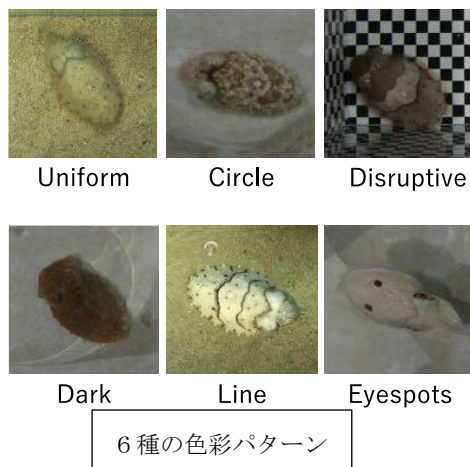 Uniform
Circle
Disruptive
Dark
Line
Eyespots
6種の色彩パターン